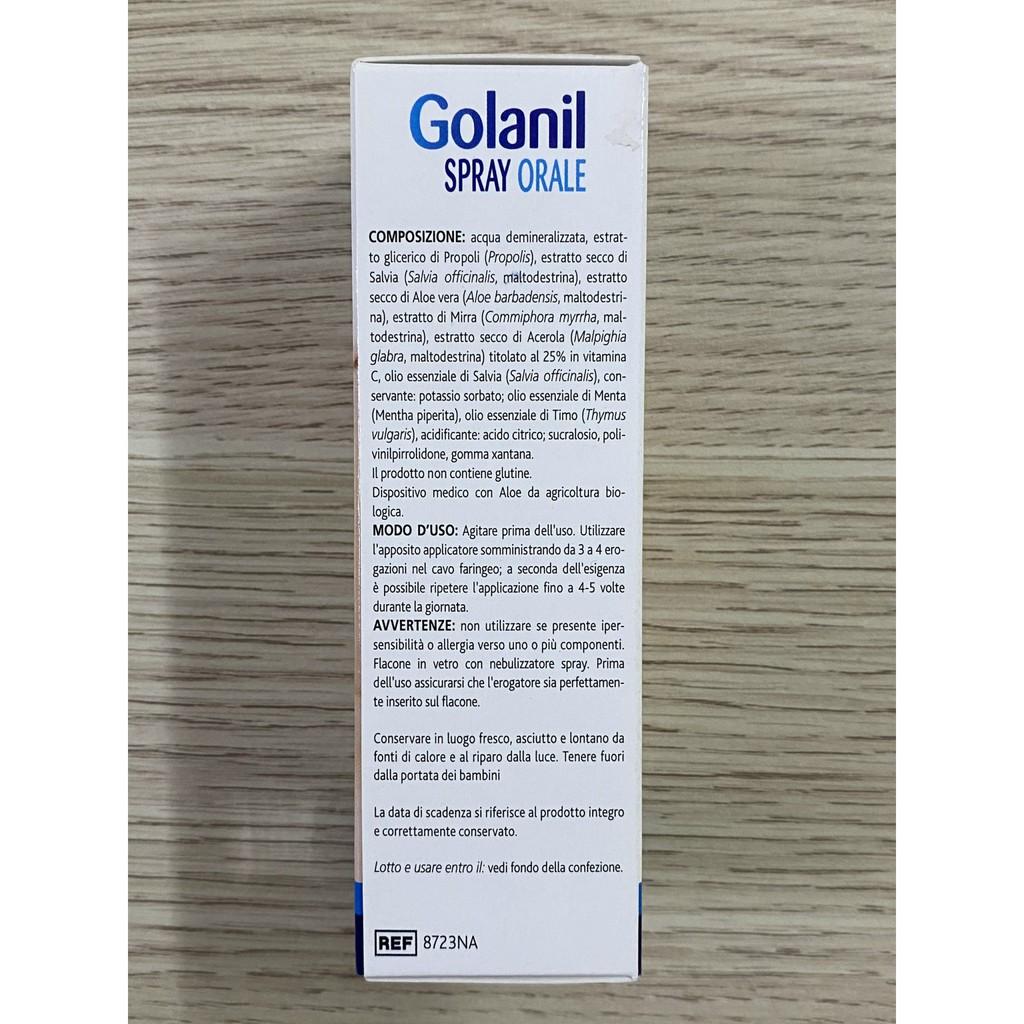 Golanil
SPRAY ORALE
COMPOSIZIONE: acqua demineralizzata, estrat-
to glicerico di Propoli (Propolis), estratto secco di
Salvia (Salvia officinalis, maltodestrina), estratto
secco di Aloe vera (Aloe barbadensis, maltodestri-
na), estratto di Mirra (Commiphora myrrha, mal-
todestrina), estratto secco di Acerola (Malpighia
glabra, maltodestrina) titolato al 25% in vitamina
C, olio essenziale di Salvia (Salvia officinalis), con-
servante: potassio sorbato; olio essenziale di Menta
(Mentha piperita), olio essenziale di Timo (Thymus
vulgaris), acidificante: acido citrico; sucralosio, poli-
vinilpirrolidone, gomma xantana.
Il prodotto non contiene glutine.
Dispositivo medico con Aloe da agricoltura bio-
logica.
MODO D'USO: Agitare prima dell'uso. Utilizzare
l'apposito applicatore somministrando da 3 a 4 ero-
gazioni nel cavo faringeo; a seconda dell'esigenza
è possibile ripetere l'applicazione fino a 4-5 volte
durante la giornata.
AVVERTENZE: non utilizzare se presente iper-
sensibilità o allergia verso uno o più componenti.
Flacone in vetro con nebulizzatore spray. Prima
dell'uso assicurarsi che l'erogatore sia perfettamen-
te inserito sul flacone.
Conservare in luogo fresco, asciutto e lontano da
fonti di calore e al riparo dalla luce. Tenere fuori
dalla portata dei bambini
La data di scadenza si riferisce al prodotto integro
e correttamente conservato.
Lotto e usare entro il: vedi fondo della confezione.
REF 8723NA